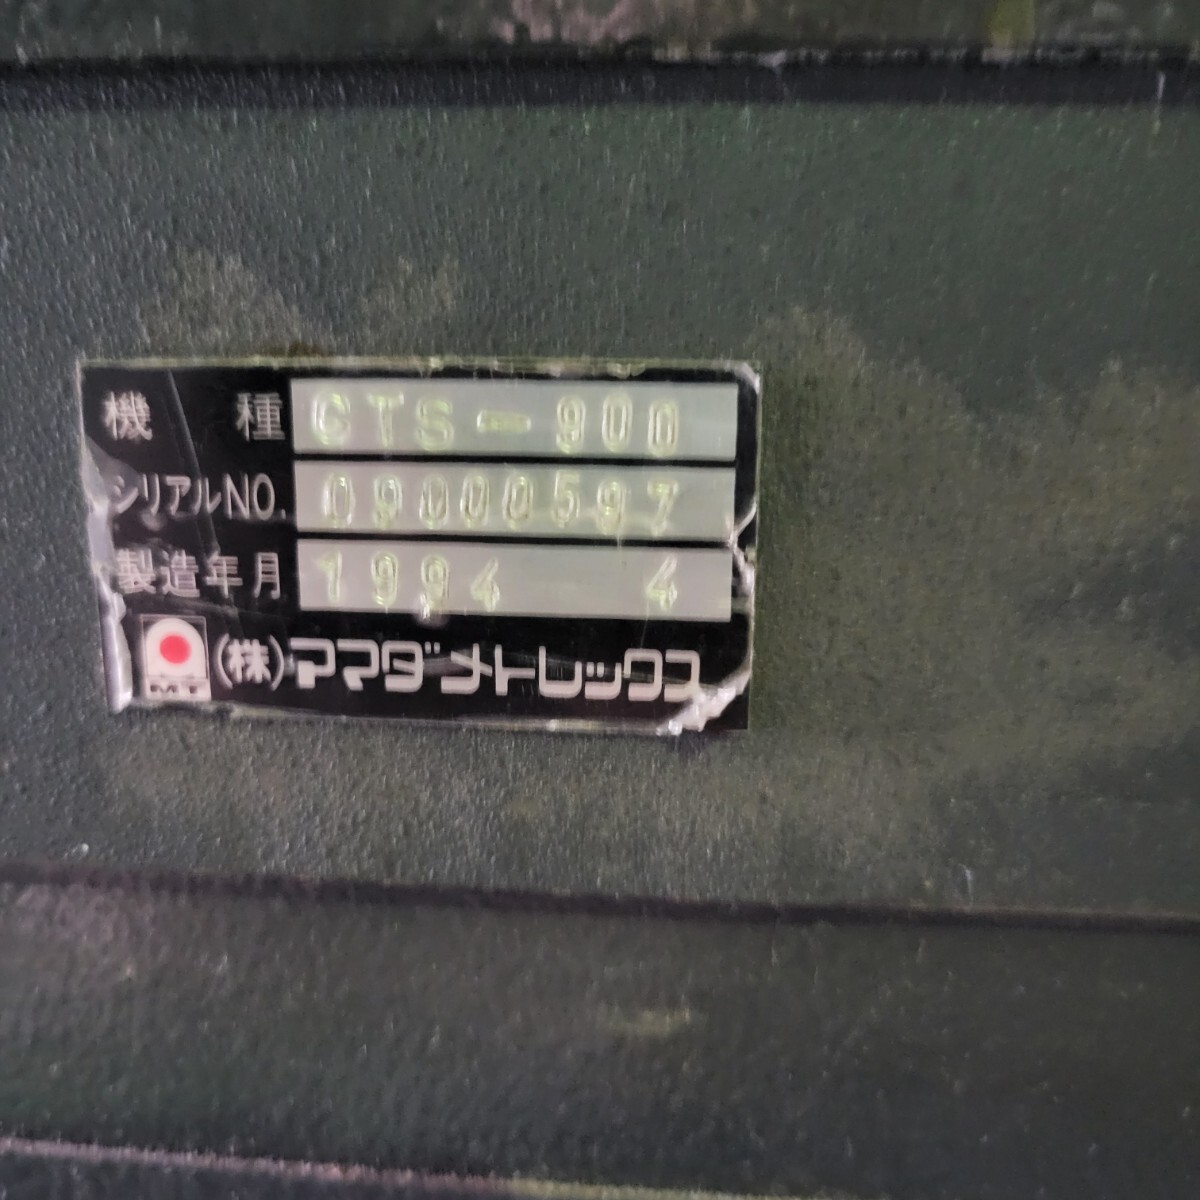 機種 CTS-900
シリアルNO. 09000597
製造年月 1994 4
MT (株)アマダメトレックス